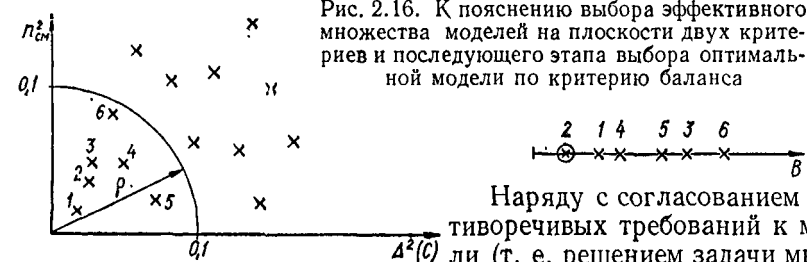 n²см
Рис. 2.16. К пояснению выбора эффективного
множества моделей на плоскости двух крите-
риев и последующего этапа выбора оптималь-
ной модели по критерию баланса
0,1
6
3
4
2
ρ
1
5
0,1
Δ²(C)
2 1 4 5 3 6
B
Наряду с согласованием
тиворечивых требований к м
ли (т. е. решением задачи